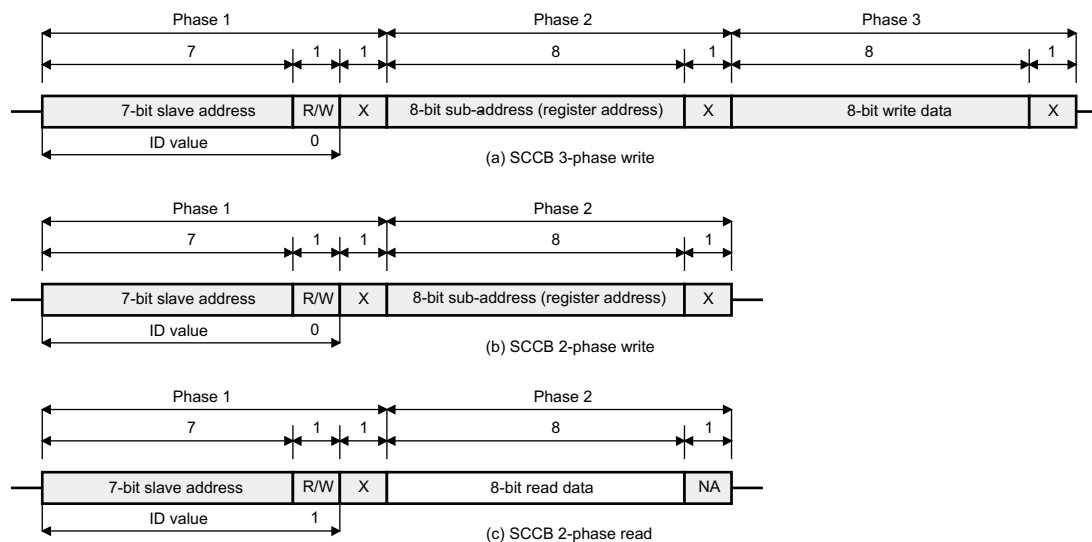 Phase 1 Phase 2 Phase 3
7 1 1 8 1 8 1
7-bit slave address R/W X 8-bit sub-address (register address) X 8-bit write data X
ID value 0
(a) SCCB 3-phase write
Phase 1 Phase 2
7 1 1 8 1
7-bit slave address R/W X 8-bit sub-address (register address) X
ID value 0
(b) SCCB 2-phase write
Phase 1 Phase 2
7 1 1 8 1
7-bit slave address R/W X 8-bit read data NA
ID value 1
(c) SCCB 2-phase read